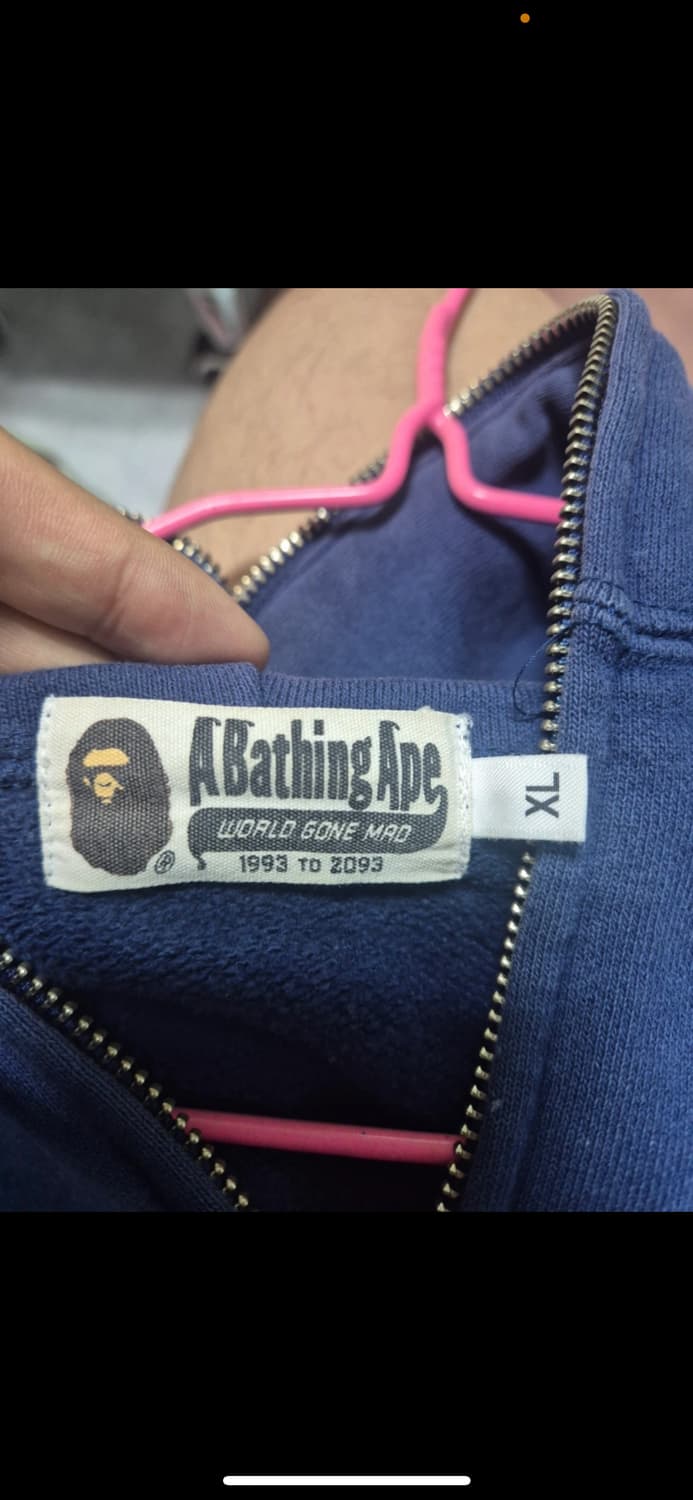 A Bathing Ape
WORLD GONE MAD
1993 TO 2093
®
XL